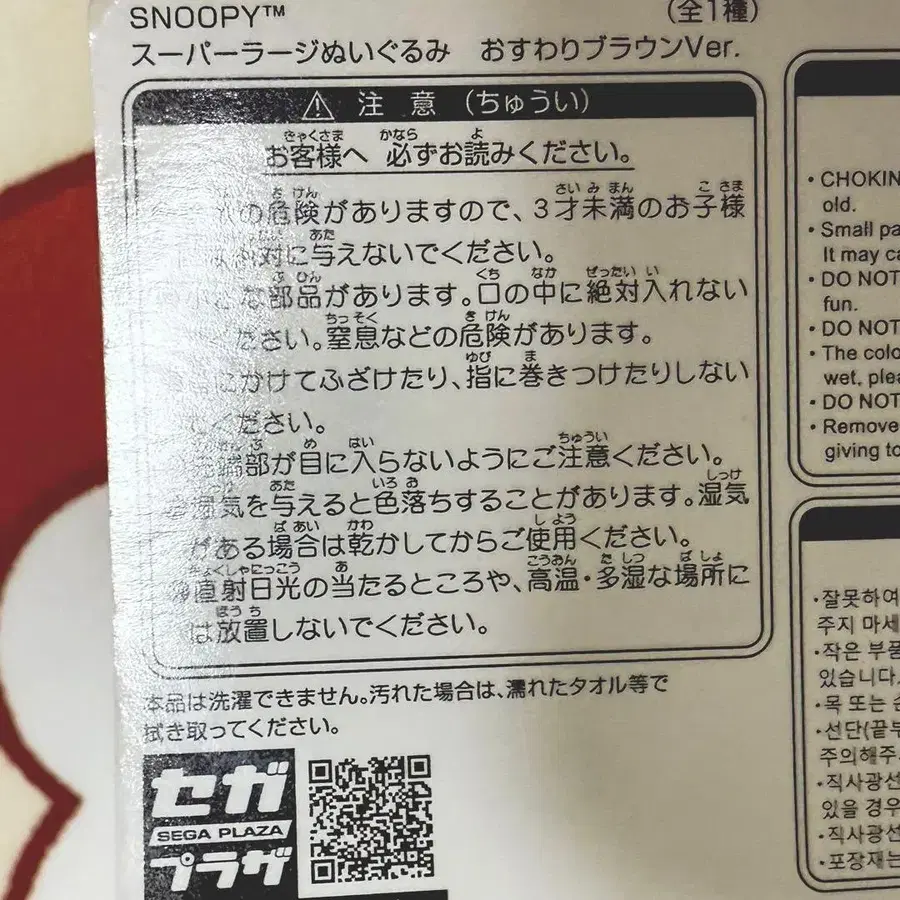 SNOOPY™
(全1種)
スーパーラージぬいぐるみ おすわりブラウンVer.
⚠ 注意 (ちゅうい)
お客様へ 必ずお読みください。
の危険がありますので、3才未満のお子様
対に与えないでください。
な部品があります。口の中に絶対入れない
ください。窒息などの危険があります。
にかけてふざけたり、指に巻きつけたりしない
ください。
先端部が目に入らないようにご注意ください。
湿気を与えると色落ちすることがあります。湿気
がある場合は乾かしてからご使用ください。
直射日光の当たるところや、高温・多湿な場所に
は放置しないでください。
本品は洗濯できません。汚れた場合は、濡れたタオル等で
拭き取ってください。
セガ
SEGA PLAZA
プラザ
• CHOKIN
old.
• Small pa
It may ca
• DO NOT
fun.
• DO NOT
• The colo
wet, plea
• DO NOT
• Remove
giving to
•잘못하여
주지 마세
•작은 부품
있습니다.
•목 또는 손
•선단(끝부
주의해주
•직사광선
있을 경우
•직사광선
•포장재는